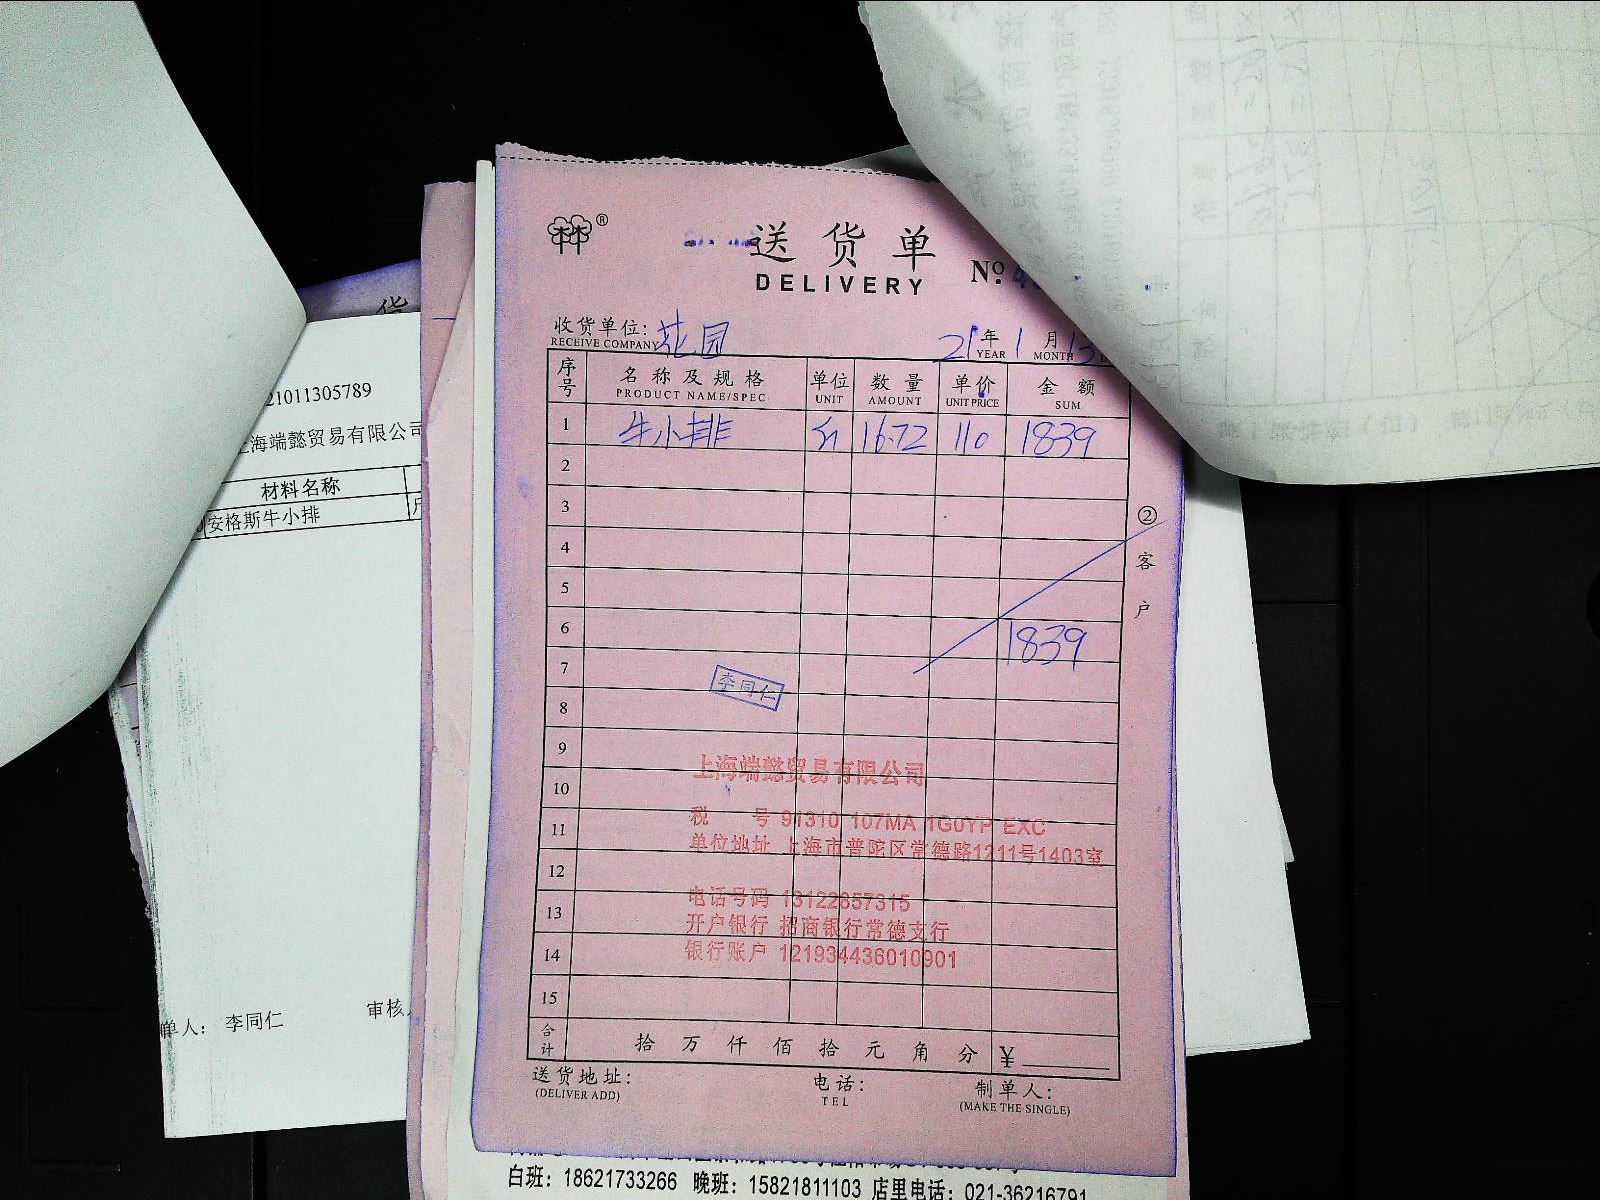 送货单
DELIVERY
No.
收货单位: 花园
RECEIVE COMPANY
21年 1月 13
YEAR MONTH
序号 名称及规格 单位 数量 单价 金额
PRODUCT NAME/SPEC UNIT AMOUNT UNIT PRICE SUM
1 牛小排 斤 16.72 110 1839
2
3
4
5
6 1839
7
李同仁
8
9
上海端懿贸易有限公司
10
11 税 号 91310 107MA 1G0YP EXC
单位地址 上海市普陀区常德路1211号1403室
12
电话号码 13122857315
13 开户银行 招商银行常德支行
14 银行账户 121934436010901
15
合计 拾 万 仟 佰 拾 元 角 分 ¥
送货地址: 电话: 制单人:
(DELIVER ADD) TEL (MAKE THE SINGLE)
②客户
白班: 18621733266 晚班: 15821811103 店里电话: 021-36216791
货
21011305789
上海端懿贸易有限公司
材料名称
安格斯牛小排
单人: 李同仁 审核